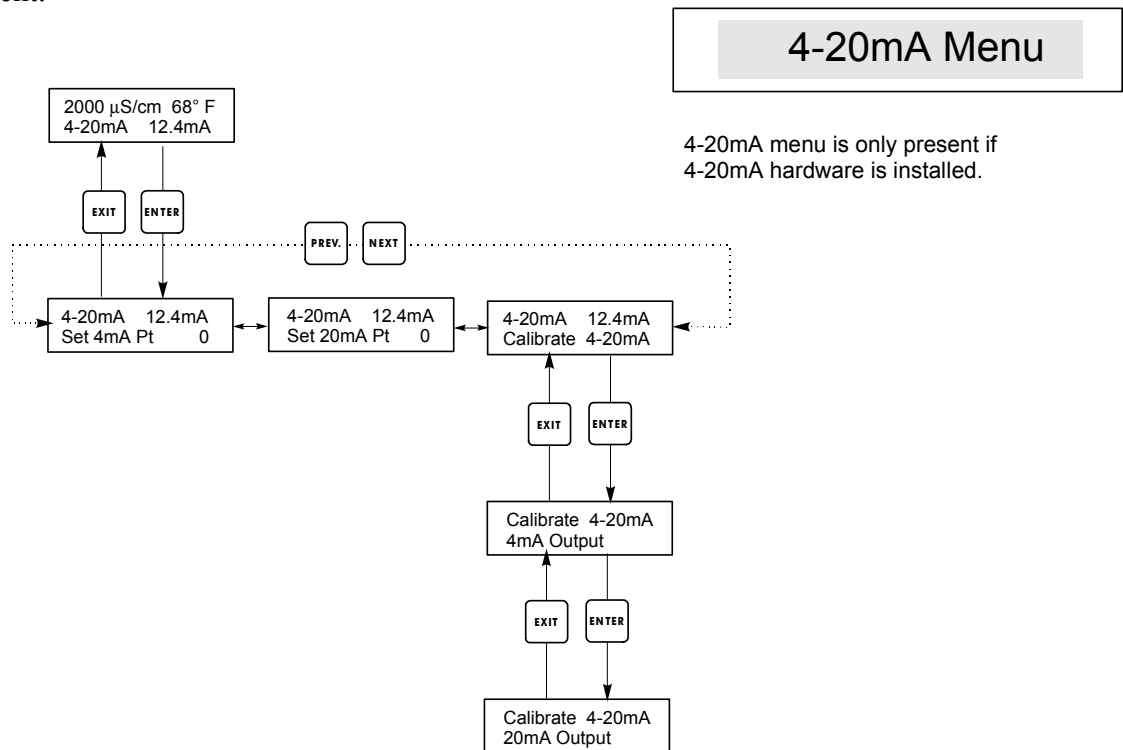 4-20mA Menu
4-20mA menu is only present if
4-20mA hardware is installed.
2000 µS/cm 68° F
4-20mA 12.4mA
EXIT ENTER
PREV. NEXT
4-20mA 12.4mA
Set 4mA Pt 0
4-20mA 12.4mA
Set 20mA Pt 0
4-20mA 12.4mA
Calibrate 4-20mA
EXIT ENTER
Calibrate 4-20mA
4mA Output
EXIT ENTER
Calibrate 4-20mA
20mA Output